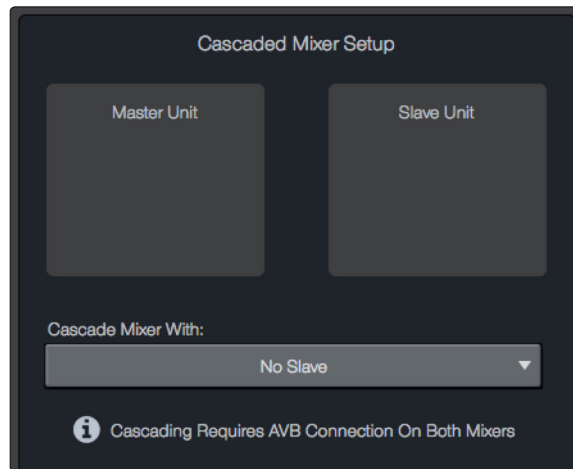 Cascaded Mixer Setup
Master Unit
Slave Unit
Cascade Mixer With:
No Slave
Cascading Requires AVB Connection On Both Mixers